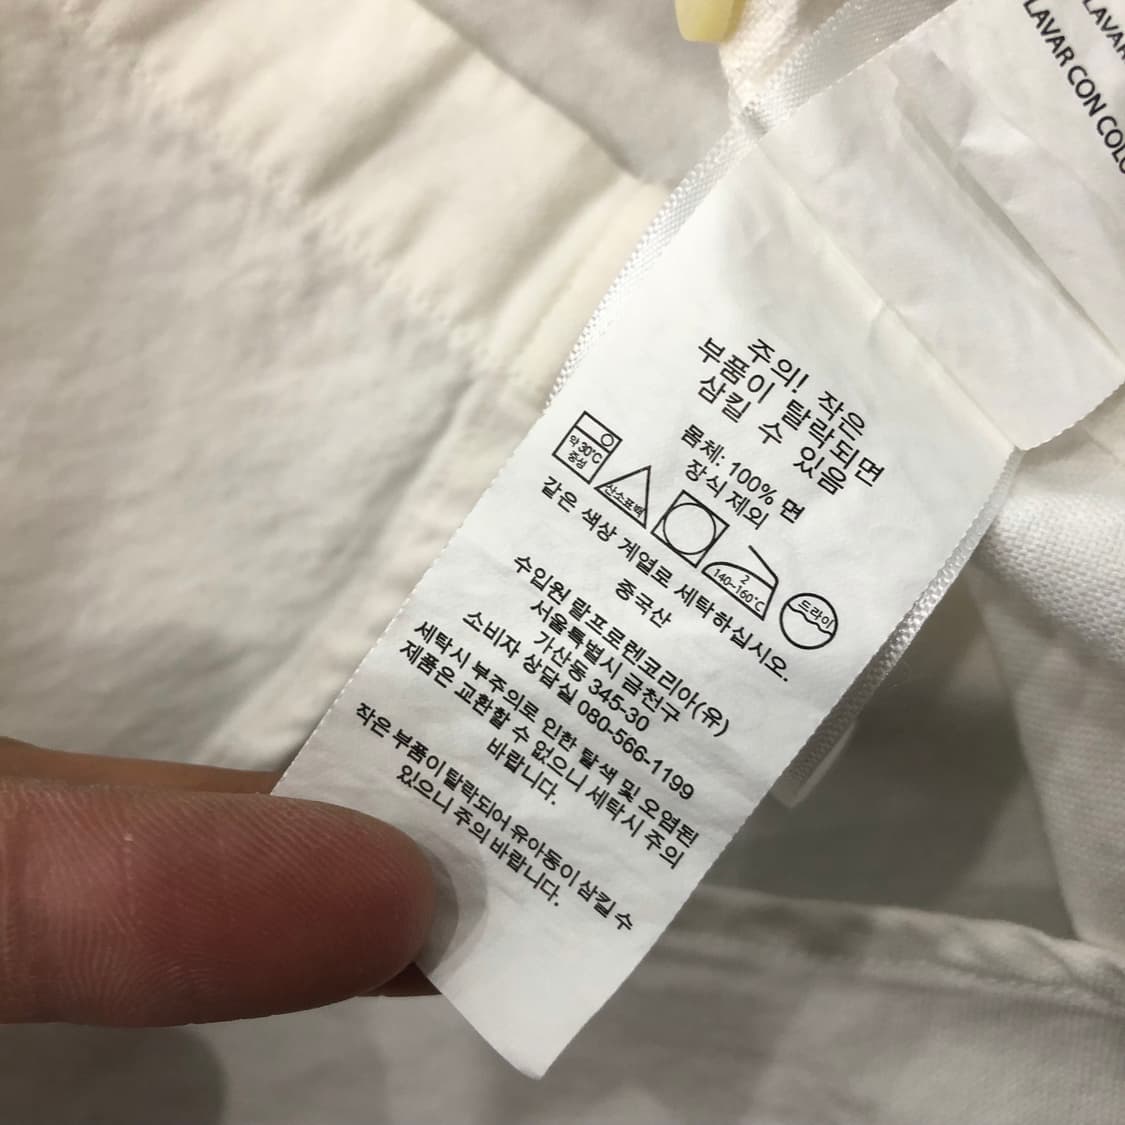 LAVAR
LAVAR CON COLO
주의! 작은
부품이 탈락되면
삼킬 수 있음
몸체: 100% 면
장식 제외
약 30°C
중성
산소표백
2
140~160°C
드라이
같은 색상 계열로 세탁하십시오.
중국산
수입원 랄프로렌코리아(유)
서울특별시 금천구
가산동 345-30
소비자 상담실 080-566-1199
세탁시 부주의로 인한 탈색 및 오염된
제품은 교환할 수 없으니 세탁시 주의
바랍니다.
작은 부품이 탈락되어 유아동이 삼킬 수
있으니 주의 바랍니다.